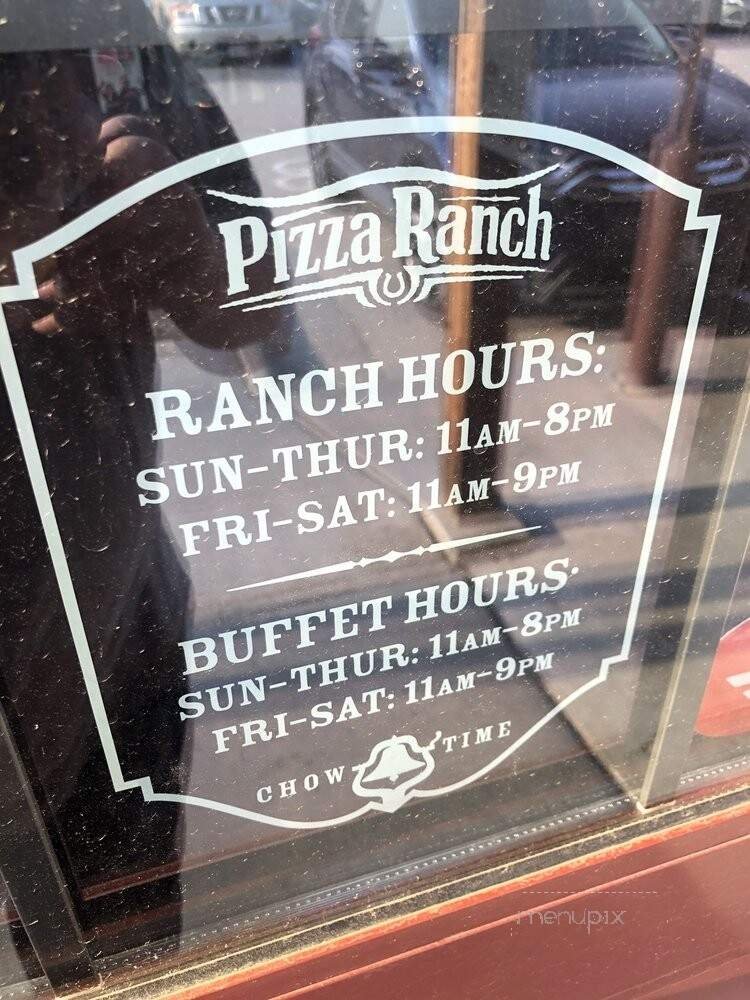 Pizza Ranch
RANCH HOURS:
SUN-THUR: 11AM-8PM
FRI-SAT: 11AM-9PM
BUFFET HOURS:
SUN-THUR: 11AM-8PM
FRI-SAT: 11AM-9PM
CHOW TIME
menupix